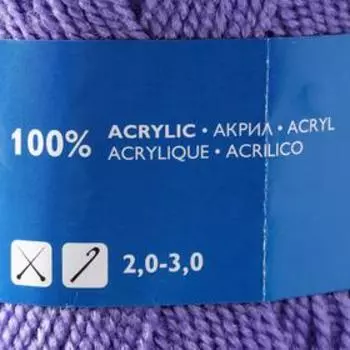 100% ACRYLIC • АКРИЛ • ACRYL
ACRYLIQUE • ACRILICO
2,0-3,0